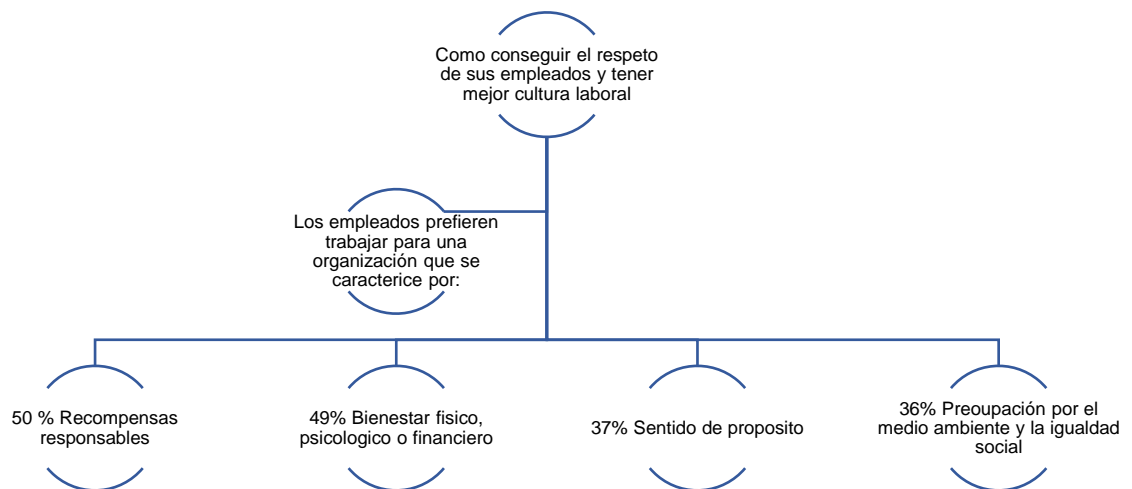 Como conseguir el respeto
de sus empleados y tener
mejor cultura laboral
Los empleados prefieren
trabajar para una
organización que se
caracterice por:
50 % Recompensas
responsables
49% Bienestar fisico,
psicologico o financiero
37% Sentido de proposito
36% Preoupación por el
medio ambiente y la igualdad
social